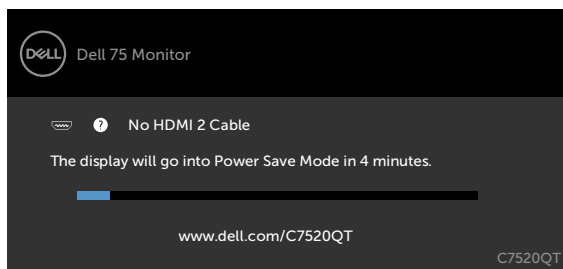 DELL
Dell 75 Monitor
? No HDMI 2 Cable
The display will go into Power Save Mode in 4 minutes.
www.dell.com/C7520QT
C7520QT